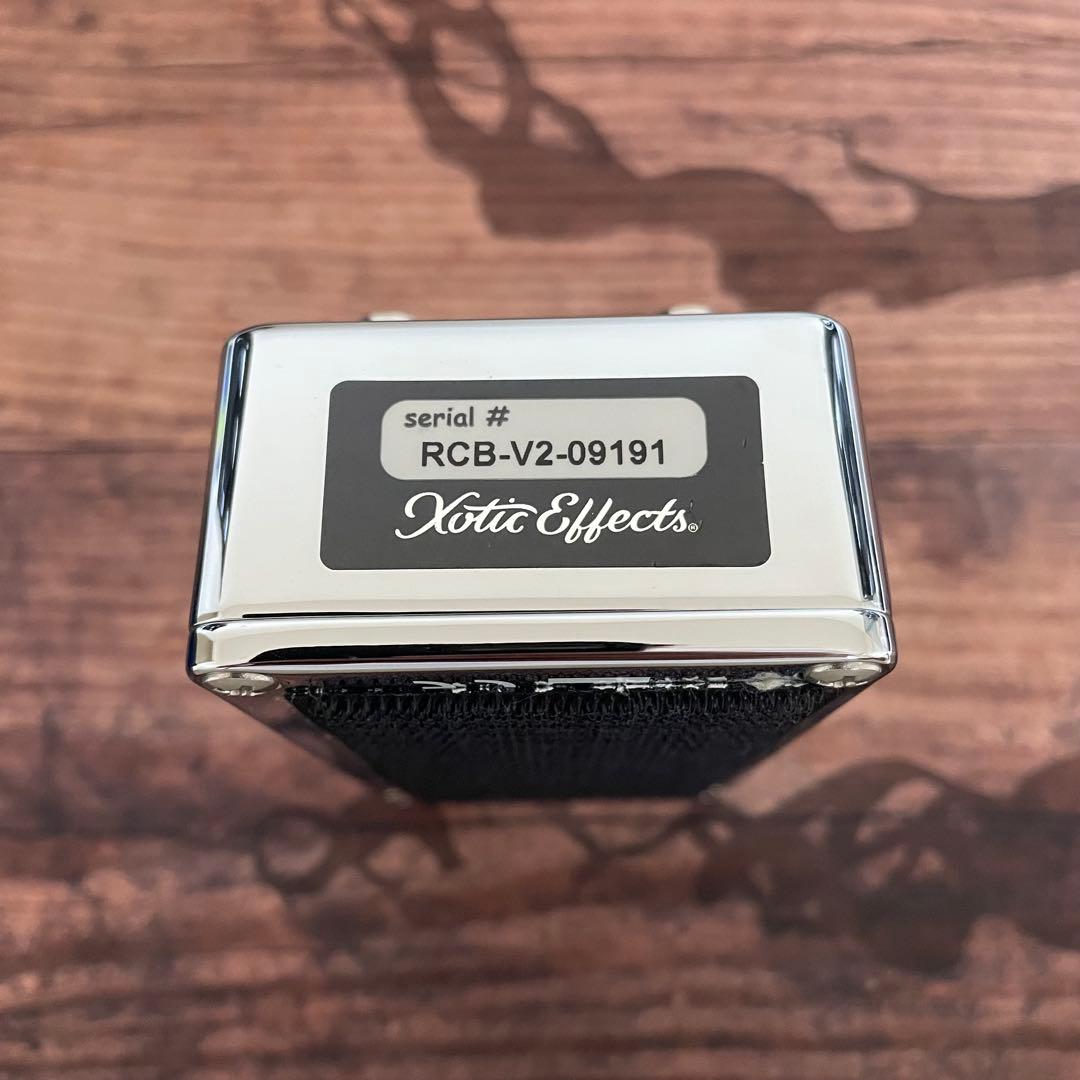 serial #
RCB-V2-09191
Xotic Effects®